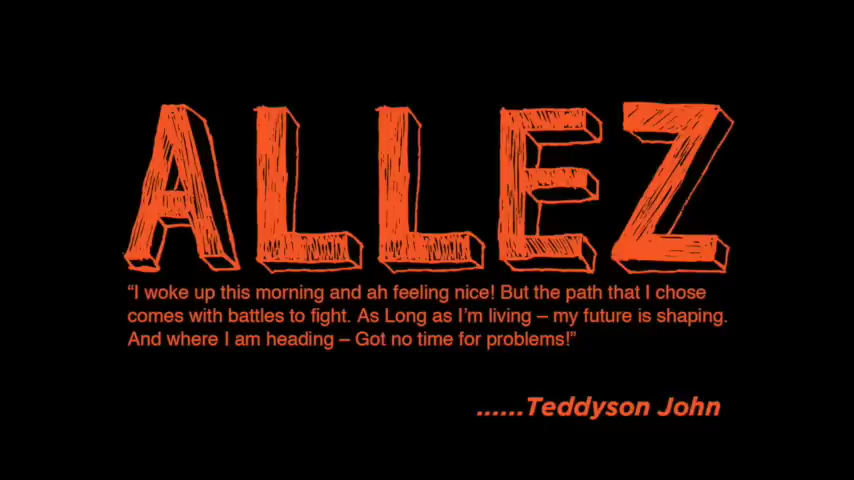 ALLEZ
“I woke up this morning and ah feeling nice! But the path that I chose
comes with battles to fight. As Long as I’m living – my future is shaping.
And where I am heading – Got no time for problems!”
......Teddyson John